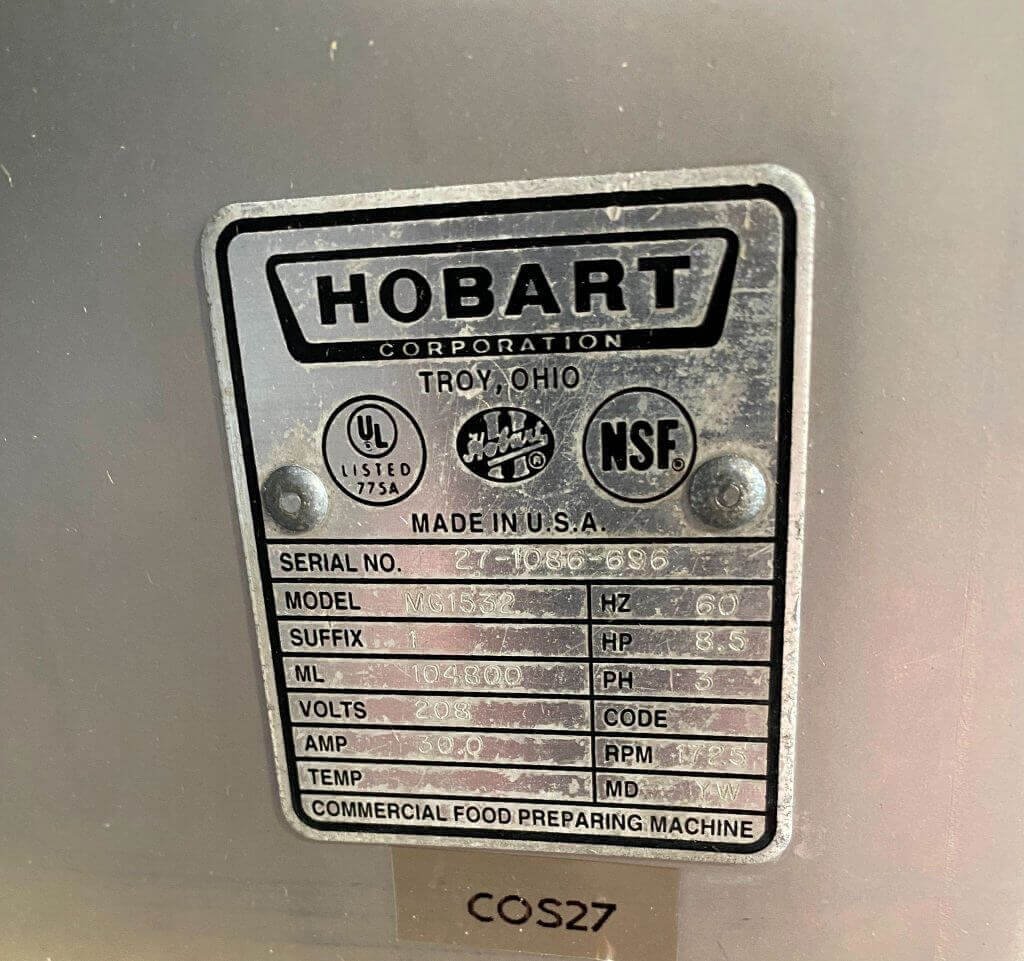 HOBART
CORPORATION
TROY, OHIO
UL
LISTED
775A
Hobart
H
®
NSF®
MADE IN U.S.A.
SERIAL NO. 27-1086-696
MODEL MG1532 HZ 60
SUFFIX 1 HP 8.5
ML 104800 PH 3
VOLTS 208 CODE
AMP 30.0 RPM 1725
TEMP MD YW
COMMERCIAL FOOD PREPARING MACHINE
COS27